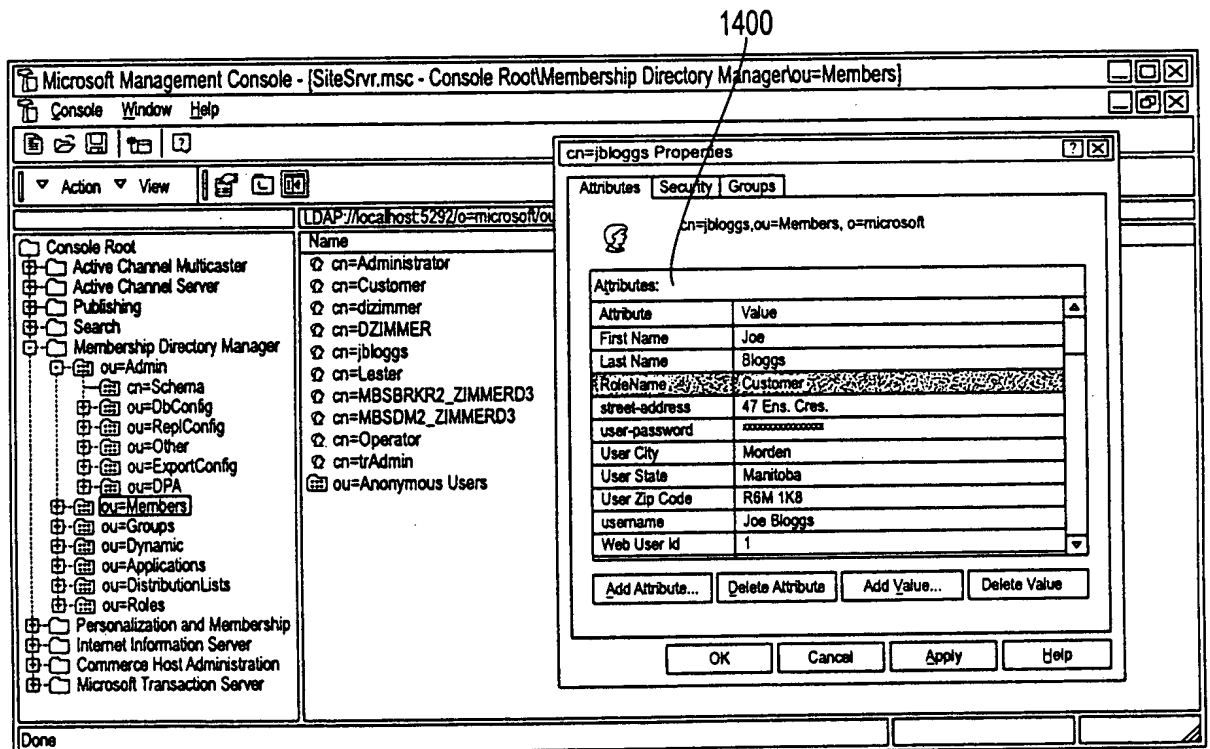 1400
Microsoft Management Console - [SiteSrvr.msc - Console Root\Membership Directory Manager\ou=Members]
Console Window Help
Action View
LDAP://localhost:5292/o=microsoft/ou
Console Root
Active Channel Multicaster
Active Channel Server
Publishing
Search
Membership Directory Manager
ou=Admin
cn=Schema
ou=DbConfig
ou=ReplConfig
ou=Other
ou=ExportConfig
ou=DPA
ou=Members
ou=Groups
ou=Dynamic
ou=Applications
ou=DistributionLists
ou=Roles
Personalization and Membership
Internet Information Server
Commerce Host Administration
Microsoft Transaction Server
Name
cn=Administrator
cn=Customer
cn=dizimmer
cn=DZIMMER
cn=jbloggs
cn=Lester
cn=MBSBRKR2_ZIMMERD3
cn=MBSDM2_ZIMMERD3
cn=Operator
cn=trAdmin
ou=Anonymous Users
cn=jbloggs Properties
Attributes Security Groups
cn=jbloggs,ou=Members, o=microsoft
Attributes:
Attribute Value
First Name Joe
Last Name Bloggs
RoleName Customer
street-address 47 Ens. Cres.
user-password xxxxxxxxxxxxxxx
User City Morden
User State Manitoba
User Zip Code R6M 1K8
username Joe Bloggs
Web User Id 1
Add Attribute... Delete Attribute Add Value... Delete Value
OK Cancel Apply Help
Done